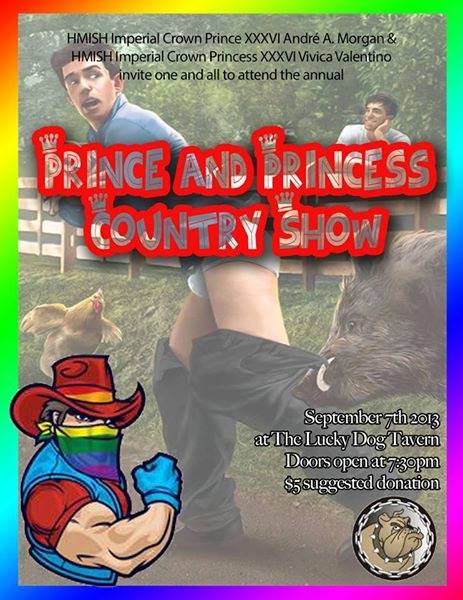 HMISH Imperial Crown Prince XXXVI André A. Morgan &
HMISH Imperial Crown Princess XXXVI Vivica Valentino
invite one and all to attend the annual
Prince and Princess
Country Show
September 7th 2013
at The Lucky Dog Tavern
Doors open at 7:30pm
$5 suggested donation